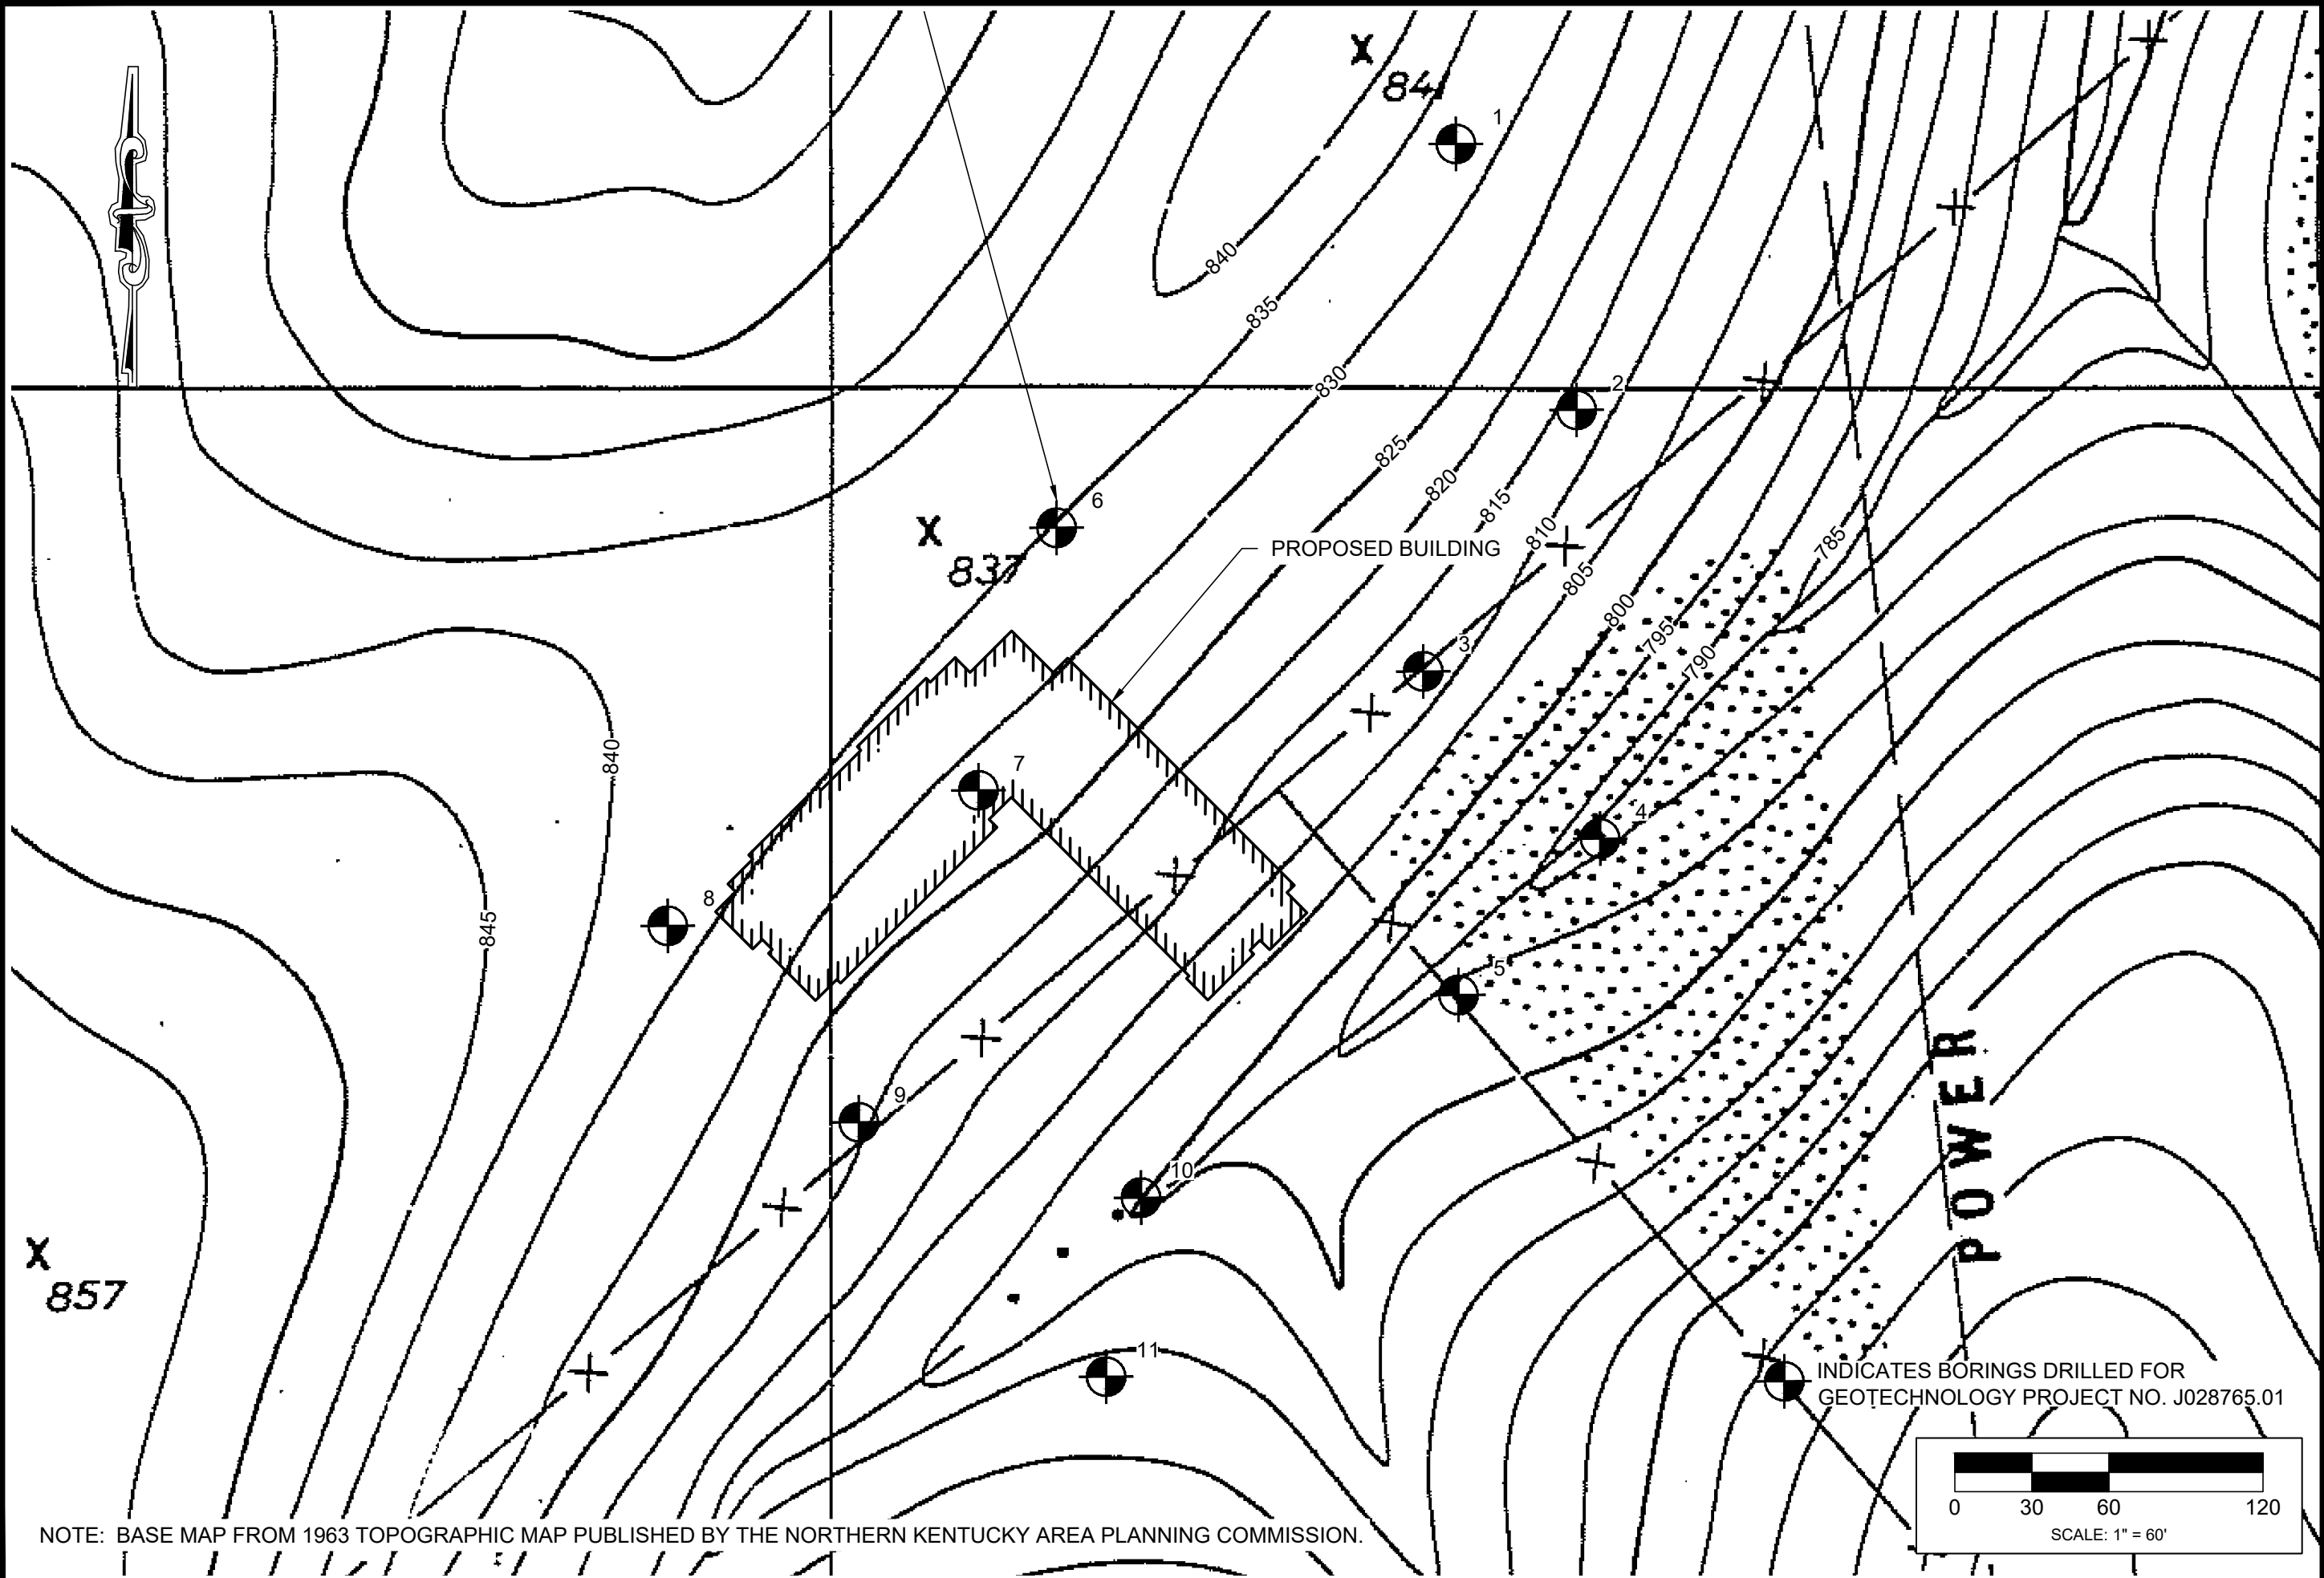 X
841
1
840
835
830
2
825
820
815
810
785
6
X
837
PROPOSED BUILDING
805
800
795
790
3
840
7
4
845
8
5
9
10
POWER
X
857
11
INDICATES BORINGS DRILLED FOR
GEOTECHNOLOGY PROJECT NO. J028765.01
0 30 60 120
SCALE: 1" = 60'
NOTE: BASE MAP FROM 1963 TOPOGRAPHIC MAP PUBLISHED BY THE NORTHERN KENTUCKY AREA PLANNING COMMISSION.